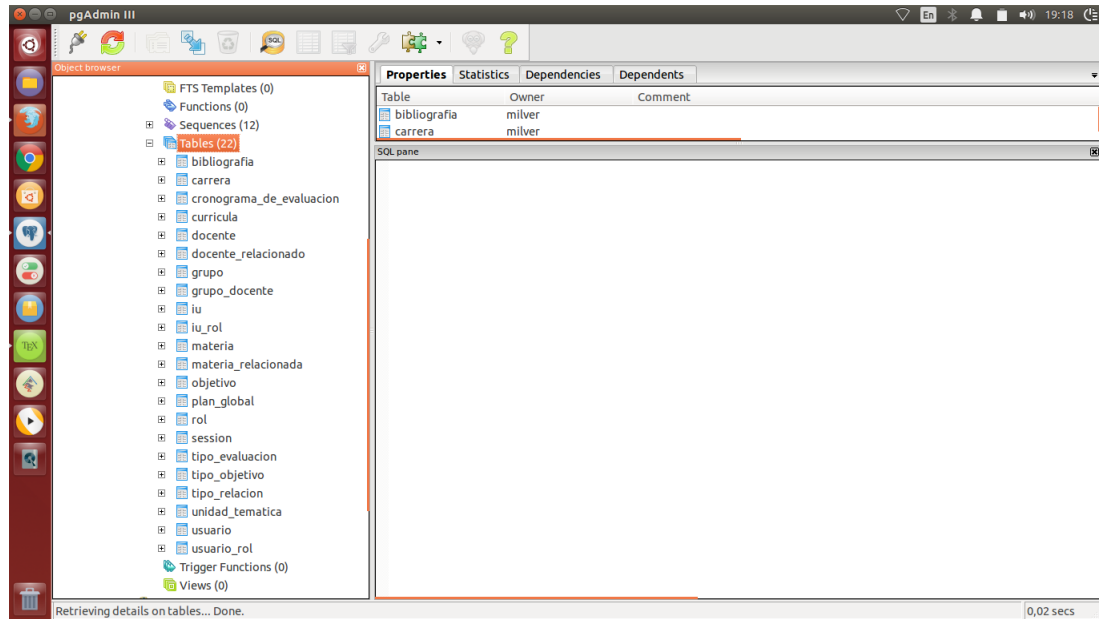 pgAdmin III
En
19:18
SQL
Object browser
FTS Templates (0)
Functions (0)
Sequences (12)
Tables (22)
bibliografia
carrera
cronograma_de_evaluacion
curricula
docente
docente_relacionado
grupo
grupo_docente
iu
iu_rol
materia
materia_relacionada
objetivo
plan_global
rol
session
tipo_evaluacion
tipo_objetivo
tipo_relacion
unidad_tematica
usuario
usuario_rol
Trigger Functions (0)
Views (0)
Properties Statistics Dependencies Dependents
Table Owner Comment
bibliografia milver
carrera milver
SQL pane
TEX
Retrieving details on tables... Done.
0,02 secs